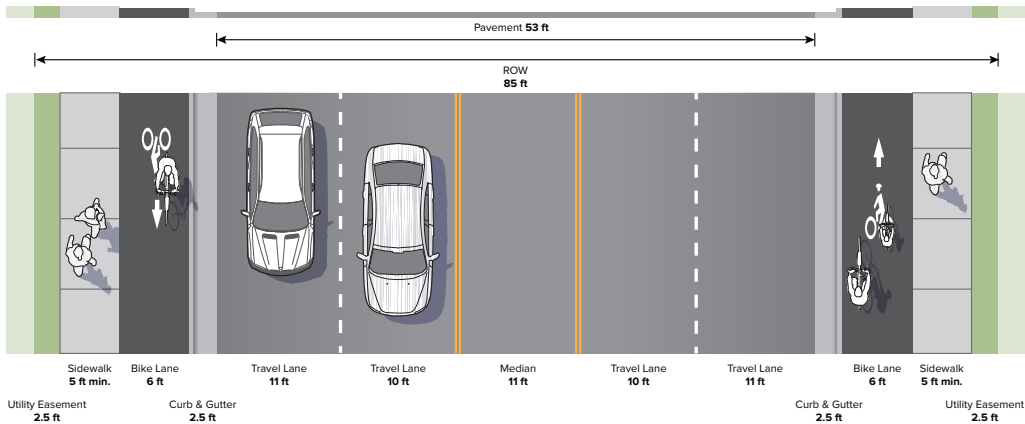 Pavement 53 ft
ROW
85 ft
Sidewalk
5 ft min.
Bike Lane
6 ft
Travel Lane
11 ft
Travel Lane
10 ft
Median
11 ft
Travel Lane
10 ft
Travel Lane
11 ft
Bike Lane
6 ft
Sidewalk
5 ft min.
Utility Easement
2.5 ft
Curb & Gutter
2.5 ft
Curb & Gutter
2.5 ft
Utility Easement
2.5 ft